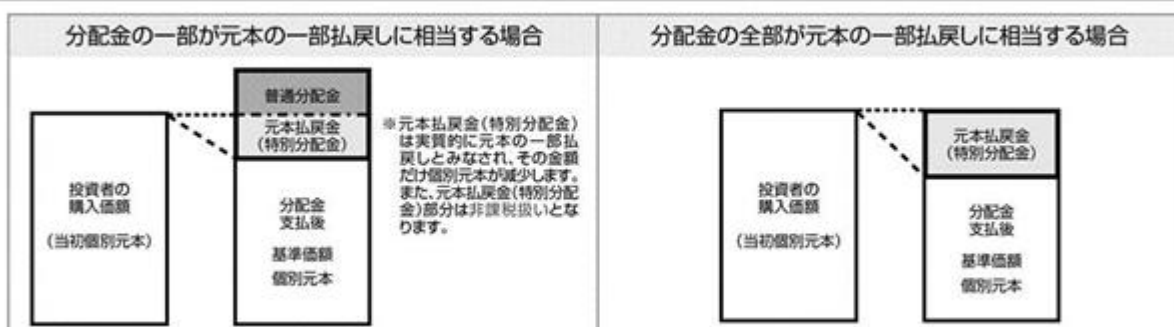 分配金の一部が元本の一部払戻しに相当する場合
普通分配金
元本払戻金
(特別分配金)
投資者の
購入価額
(当初個別元本)
分配金
支払後
基準価額
個別元本
※元本払戻金(特別分配金)
は実質的に元本の一部払
戻しとみなされ、その金額
だけ個別元本が減少します。
また、元本払戻金(特別分配
金)部分は非課税扱いとな
ります。
分配金の全部が元本の一部払戻しに相当する場合
元本払戻金
(特別分配金)
投資者の
購入価額
(当初個別元本)
分配金
支払後
基準価額
個別元本